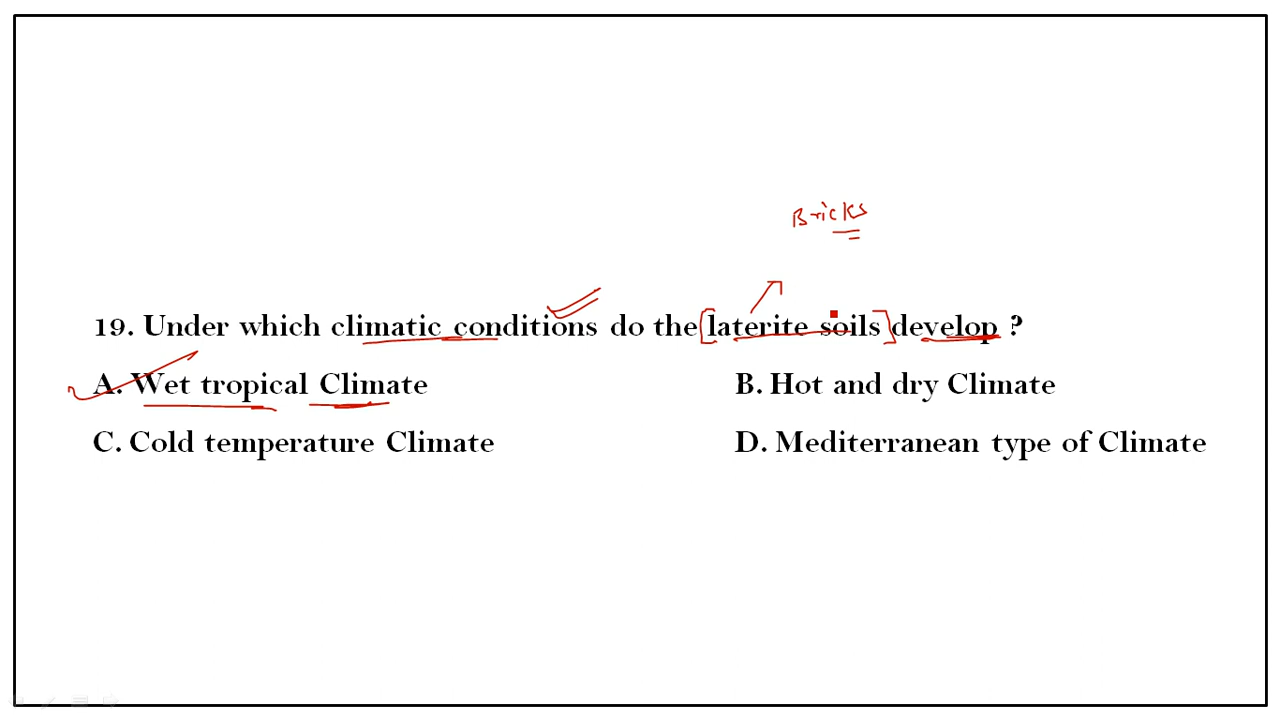 Bricks
19. Under which climatic conditions do the [laterite soils] develop ?
A. Wet tropical Climate
B. Hot and dry Climate
C. Cold temperature Climate
D. Mediterranean type of Climate